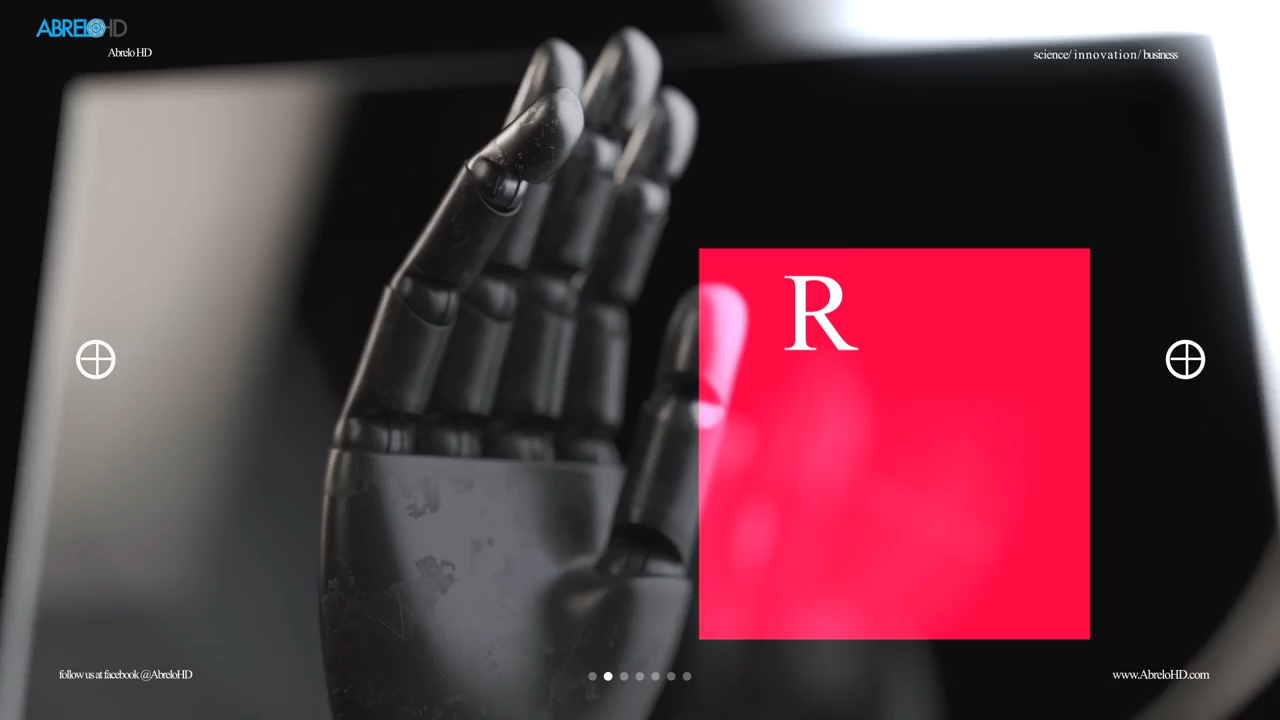 ABRELOHD
Abrelo HD
science/ innovation/ business
R
follow us at facebook @AbreloHD
www.AbreloHD.com